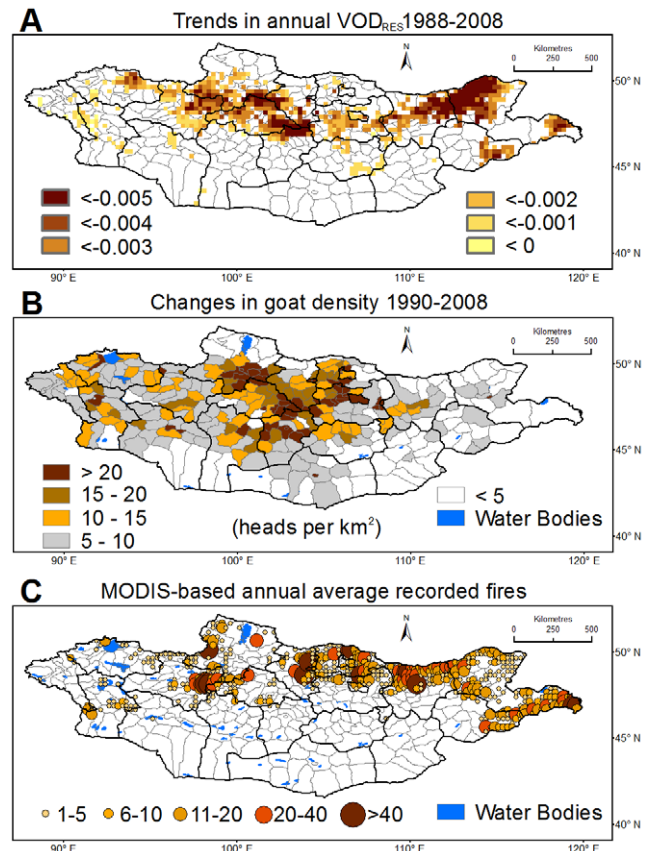 A Trends in annual VOD_RES 1988-2008
N
Kilometres
0 250 500
50° N
45° N
40° N
<-0.005
<-0.004
<-0.003
<-0.002
<-0.001
< 0
90° E 100° E 110° E 120° E
B Changes in goat density 1990-2008
N
Kilometres
0 250 500
50° N
45° N
40° N
> 20
15 - 20
10 - 15
5 - 10
(heads per km²)
< 5
Water Bodies
90° E 100° E 110° E 120° E
C MODIS-based annual average recorded fires
N
Kilometres
0 250 500
50° N
45° N
40° N
1-5 6-10 11-20 20-40 >40 Water Bodies
90° E 100° E 110° E 120° E